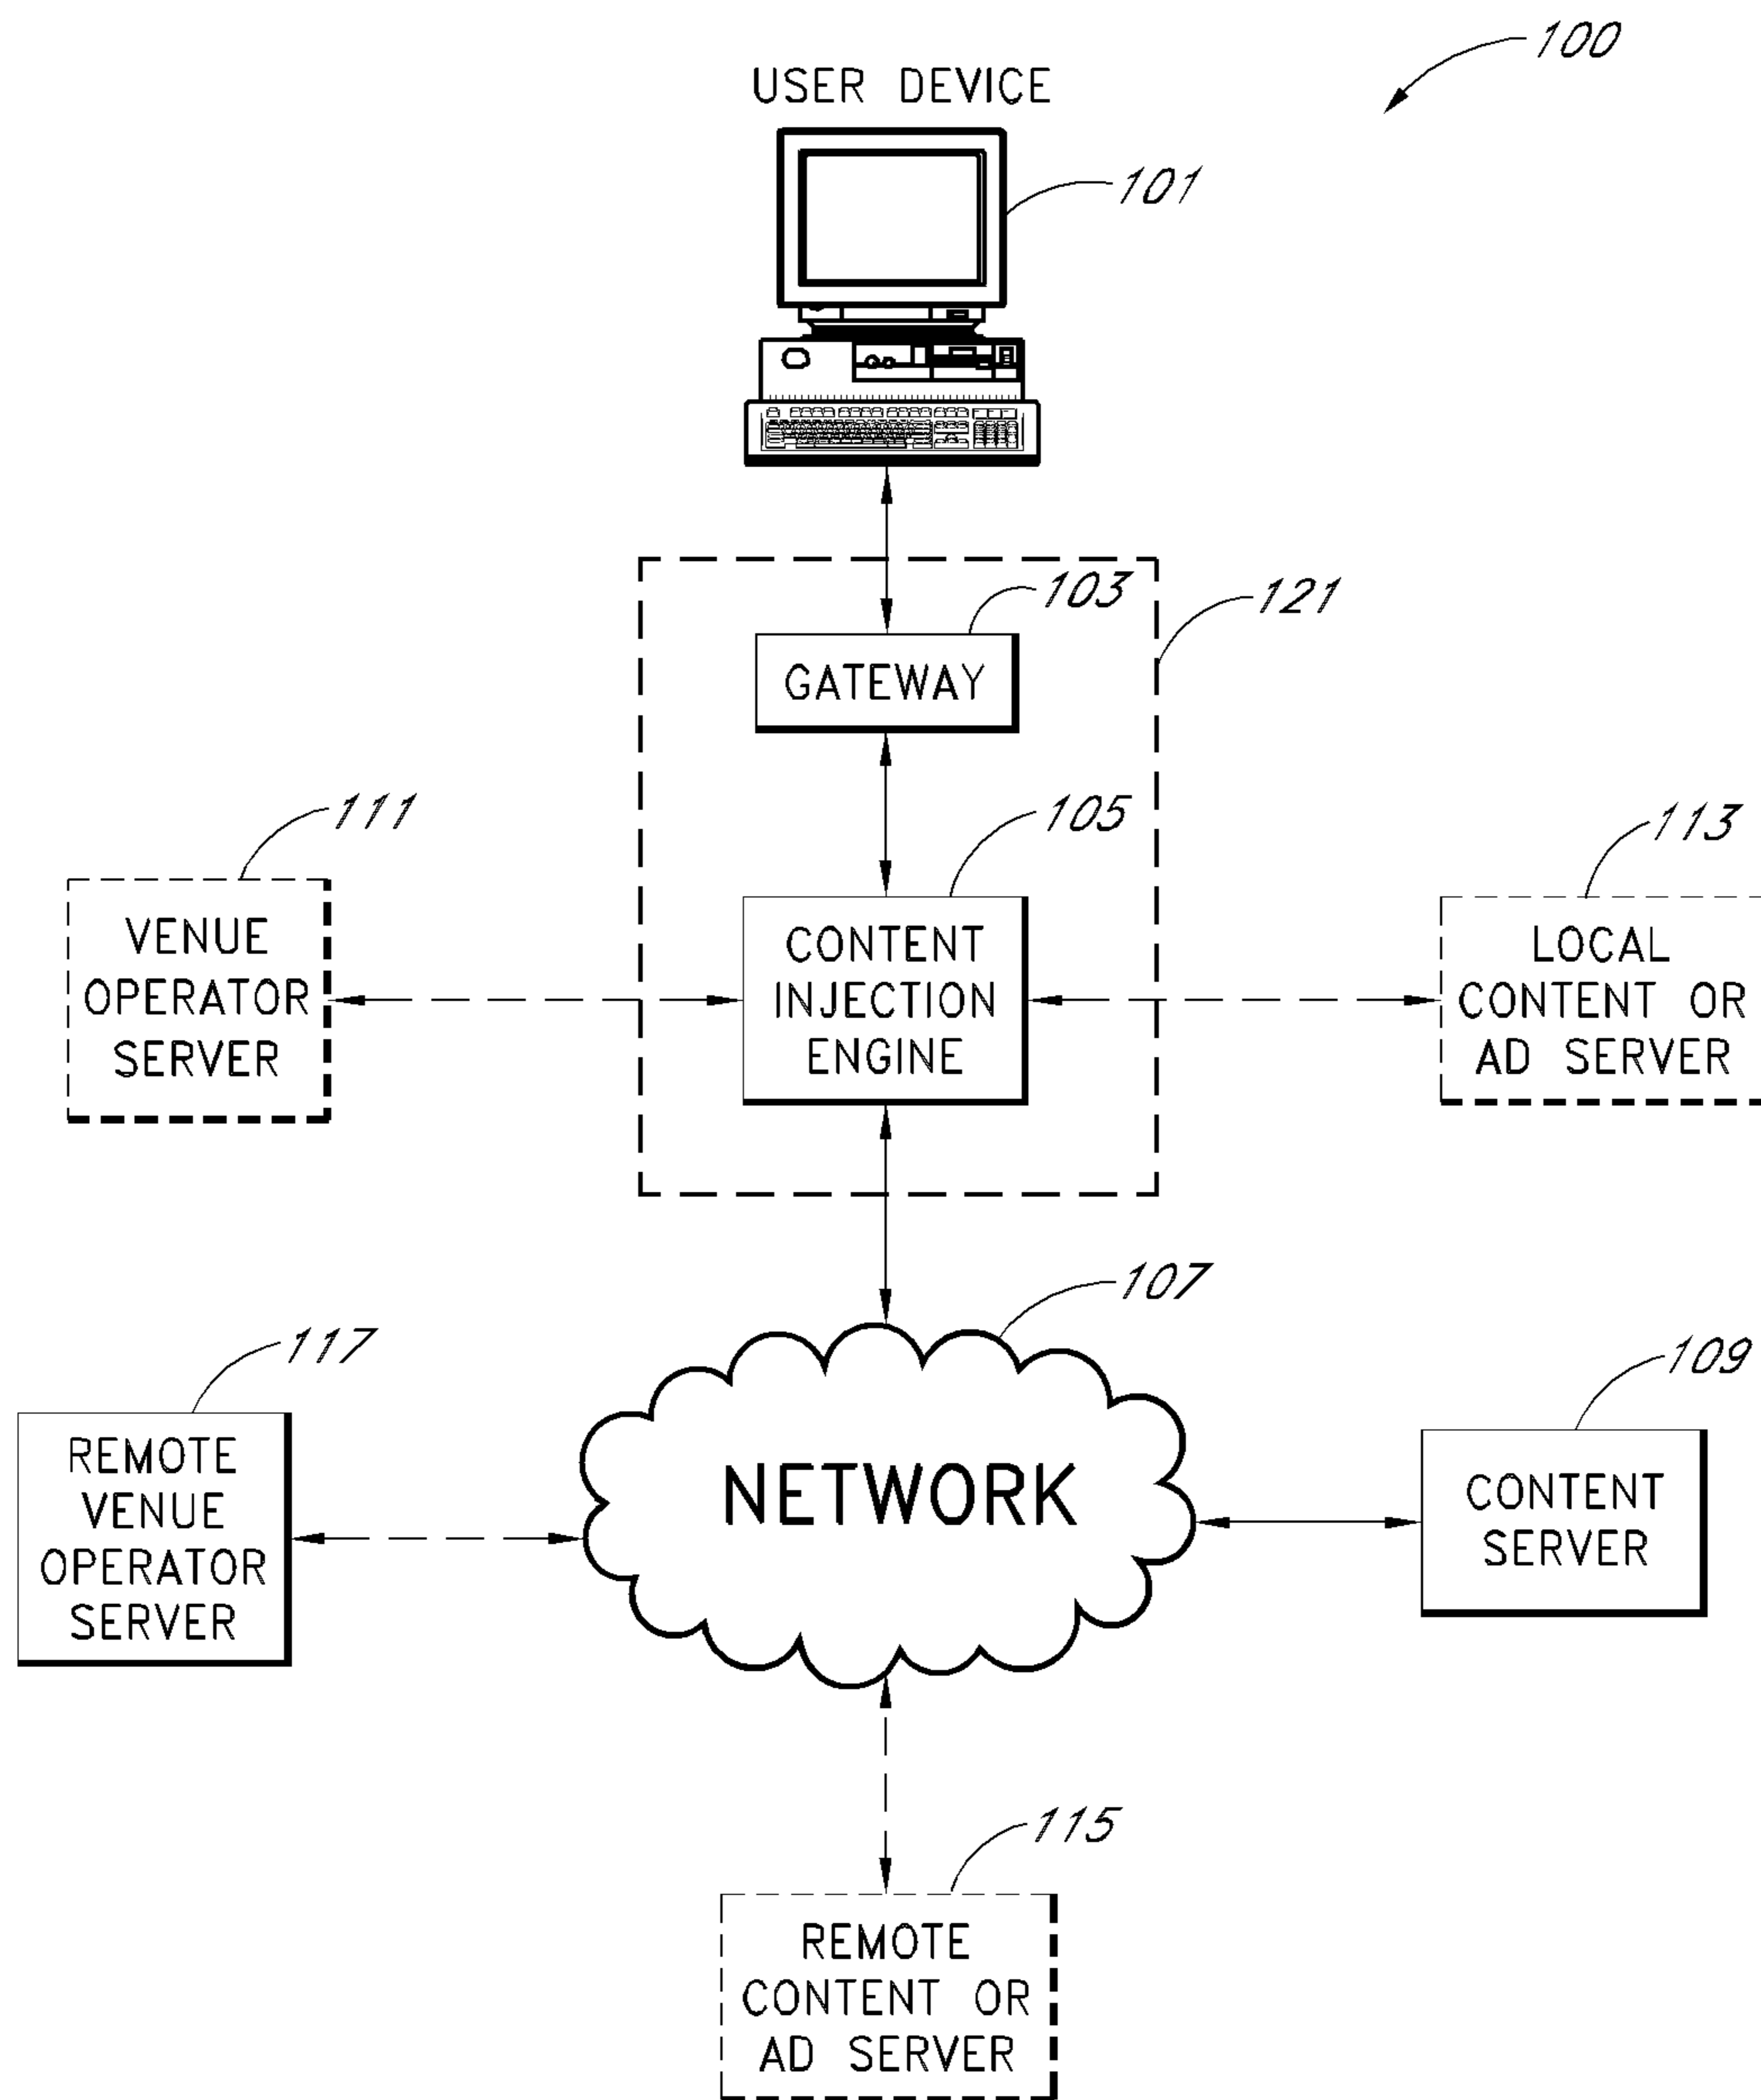 100
USER DEVICE
101
103
121
GATEWAY
111
105
113
VENUE
OPERATOR
SERVER
CONTENT
INJECTION
ENGINE
LOCAL
CONTENT OR
AD SERVER
107
117
109
REMOTE
VENUE
OPERATOR
SERVER
NETWORK
CONTENT
SERVER
115
REMOTE
CONTENT OR
AD SERVER